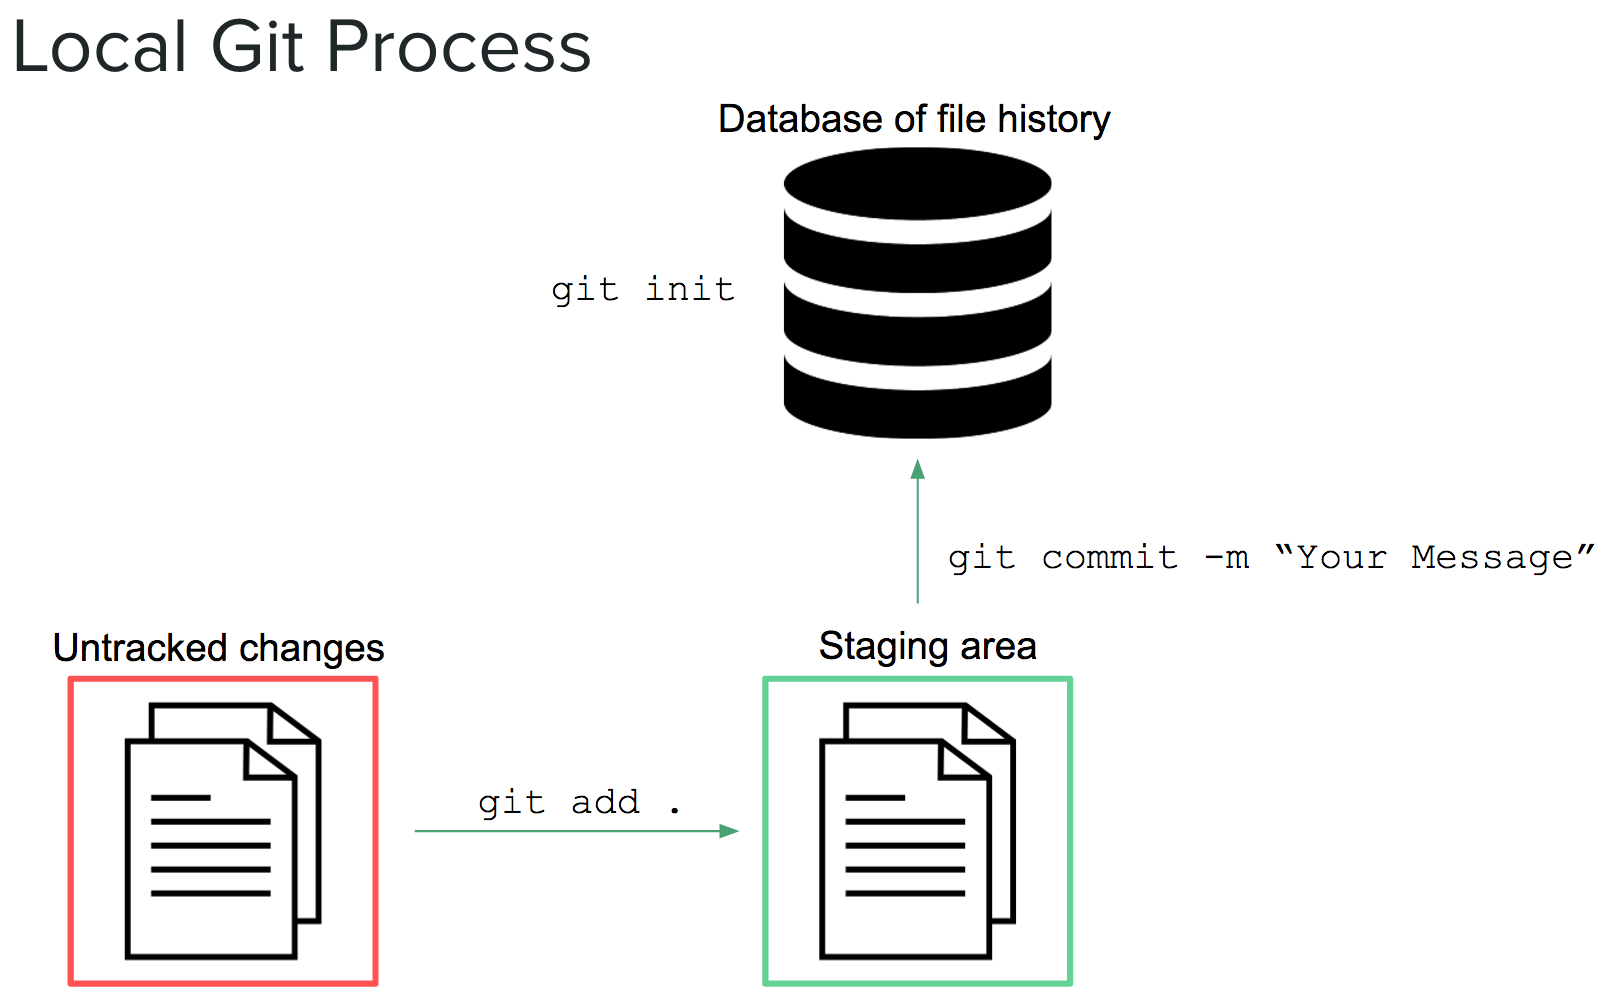 Local Git Process
Database of file history
git init
git commit -m “Your Message”
Untracked changes
Staging area
git add .